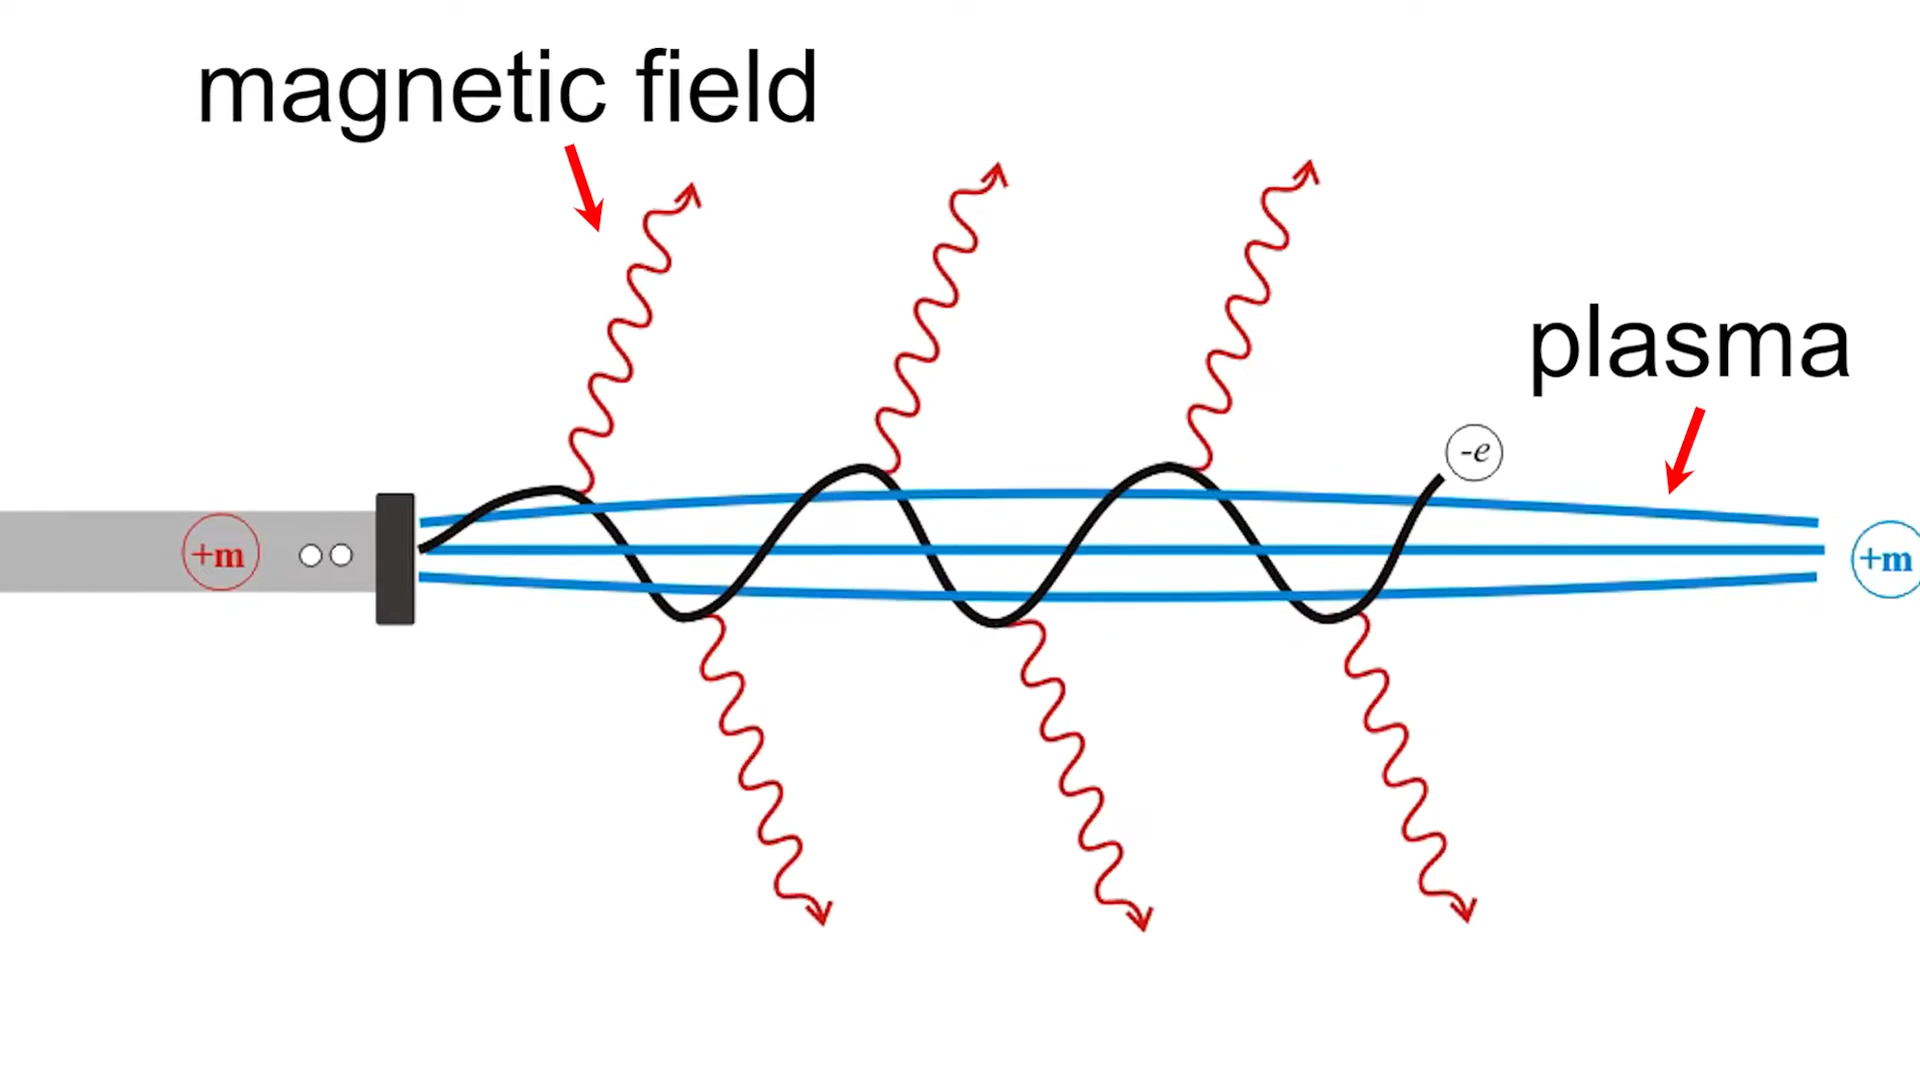 magnetic field
plasma
-e
+m
+m